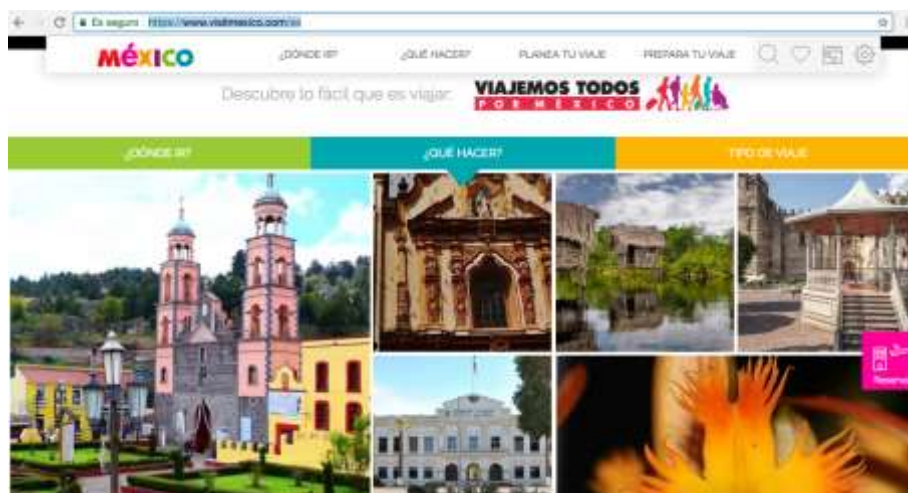 Es seguro https://www.visitmexico.com/es
méxico ¿DÓNDE IR? ¿QUÉ HACER? PLANEA TU VIAJE PREPARA TU VIAJE
Descubre lo fácil que es viajar: VIAJEMOS TODOS
POR MÉXICO
¿DÓNDE IR? ¿QUÉ HACER? TIPO DE VIAJE